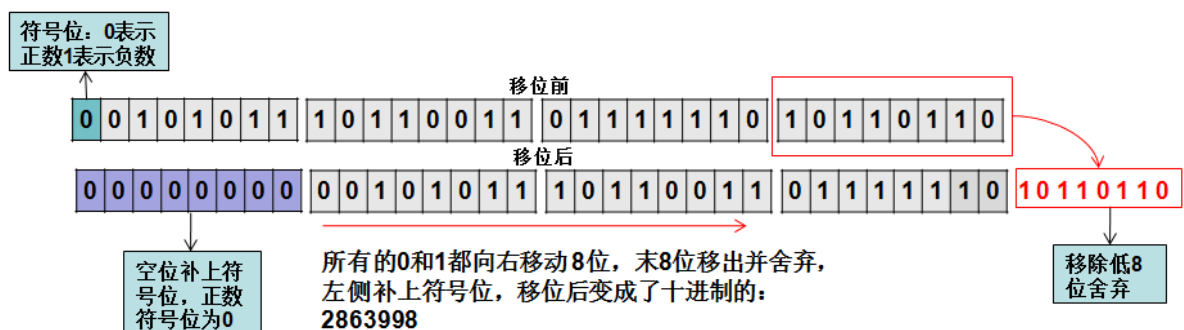 符号位：0表示
正数1表示负数
移位前
0 0 1 0 1 0 1 1 1 0 1 1 0 0 1 1 0 1 1 1 1 1 1 0 1 0 1 1 0 1 1 0
移位后
0 0 0 0 0 0 0 0 0 0 1 0 1 0 1 1 1 0 1 1 0 0 1 1 0 1 1 1 1 1 1 0 1 0 1 1 0 1 1 0
空位补上符
号位，正数
符号位为0
所有的0和1都向右移动8位，末8位移出并舍弃，
左侧补上符号位，移位后变成了十进制的：
2863998
移除低8
位舍弃